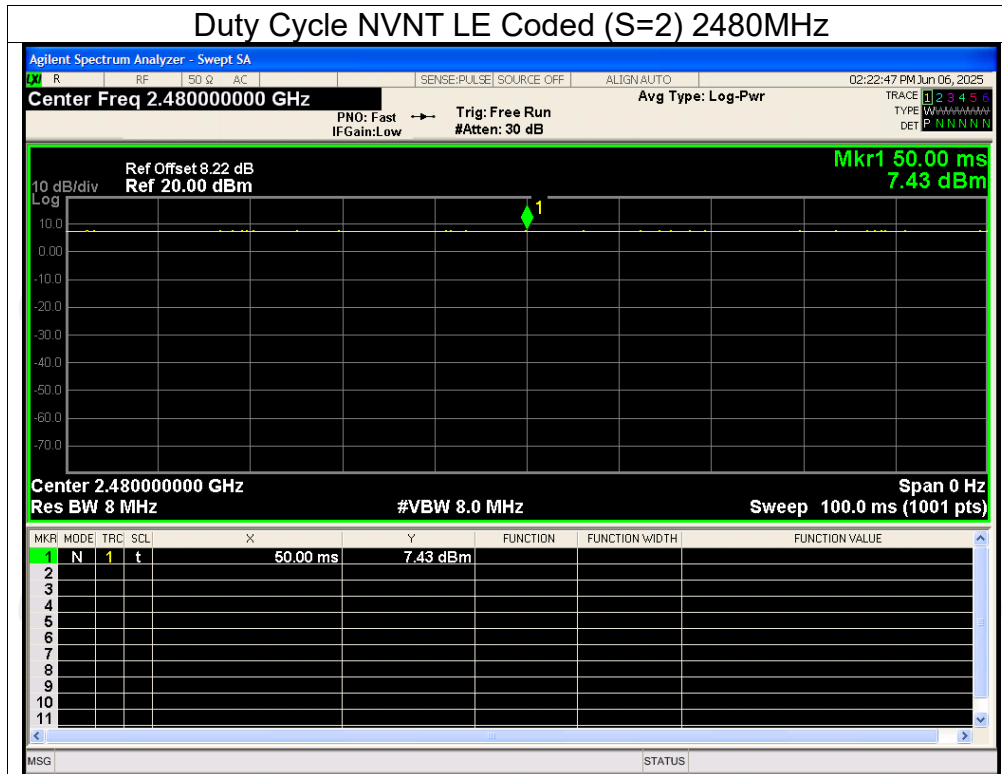 Duty Cycle NVNT LE Coded (S=2) 2480MHz
Agilent Spectrum Analyzer - Swept SA
LXI R RF 50 Ω AC SENSE:PULSE SOURCE OFF ALIGN AUTO 02:22:47 PM Jun 06, 2025
Center Freq 2.480000000 GHz Avg Type: Log-Pwr TRACE 1 2 3 4 5 6
PNO: Fast Trig: Free Run TYPE WWWWWW
IFGain:Low #Atten: 30 dB DET P N N N N N
Mkr1 50.00 ms
7.43 dBm
Ref Offset 8.22 dB
10 dB/div Ref 20.00 dBm
Log
1
10.0
0.00
-10.0
-20.0
-30.0
-40.0
-50.0
-60.0
-70.0
Center 2.480000000 GHz Span 0 Hz
Res BW 8 MHz #VBW 8.0 MHz Sweep 100.0 ms (1001 pts)
MKR MODE TRC SCL X Y FUNCTION FUNCTION WIDTH FUNCTION VALUE
1 N 1 t 50.00 ms 7.43 dBm
2
3
4
5
6
7
8
9
10
11
MSG STATUS